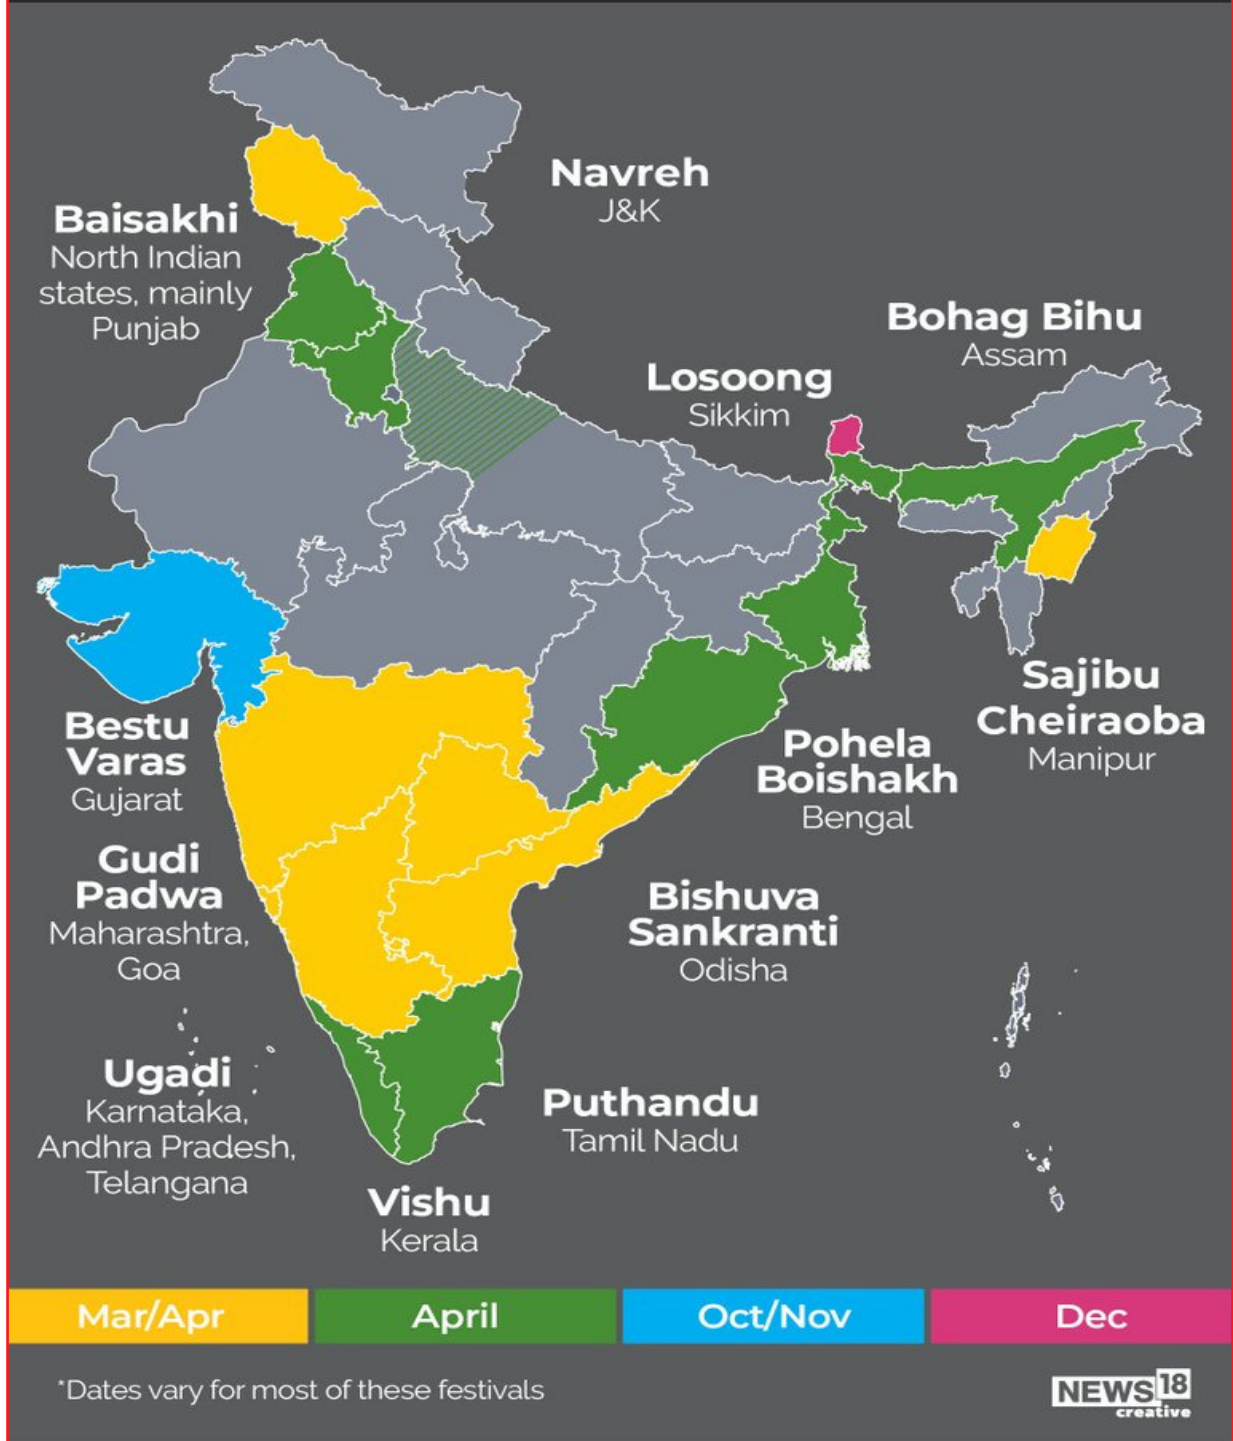 Navreh
J&K
Baisakhi
North Indian
states, mainly
Punjab
Bohag Bihu
Assam
Losoong
Sikkim
Sajibu
Cheiraoba
Manipur
Bestu
Varas
Gujarat
Pohela
Boishakh
Bengal
Gudi
Padwa
Maharashtra,
Goa
Bishuva
Sankranti
Odisha
Ugadi
Karnataka,
Andhra Pradesh,
Telangana
Puthandu
Tamil Nadu
Vishu
Kerala
Mar/Apr April Oct/Nov Dec
*Dates vary for most of these festivals
NEWS18
creative